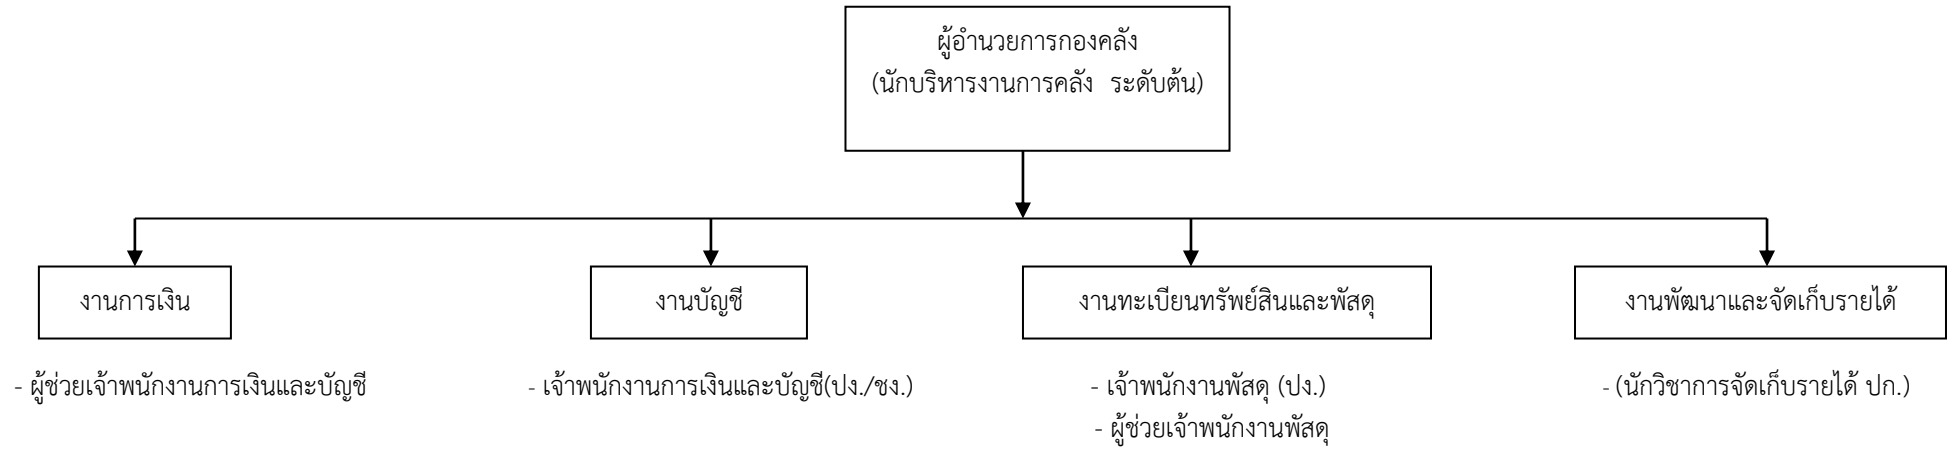 ผู้อำนวยการกองคลัง
(นักบริหารงานการคลัง ระดับต้น)
งานการเงิน
งานบัญชี
งานทะเบียนทรัพย์สินและพัสดุ
งานพัฒนาและจัดเก็บรายได้
- ผู้ช่วยเจ้าพนักงานการเงินและบัญชี
- เจ้าพนักงานการเงินและบัญชี(ปง./ชง.)
- เจ้าพนักงานพัสดุ (ปง.)
- ผู้ช่วยเจ้าพนักงานพัสดุ
- (นักวิชาการจัดเก็บรายได้ ปก.)